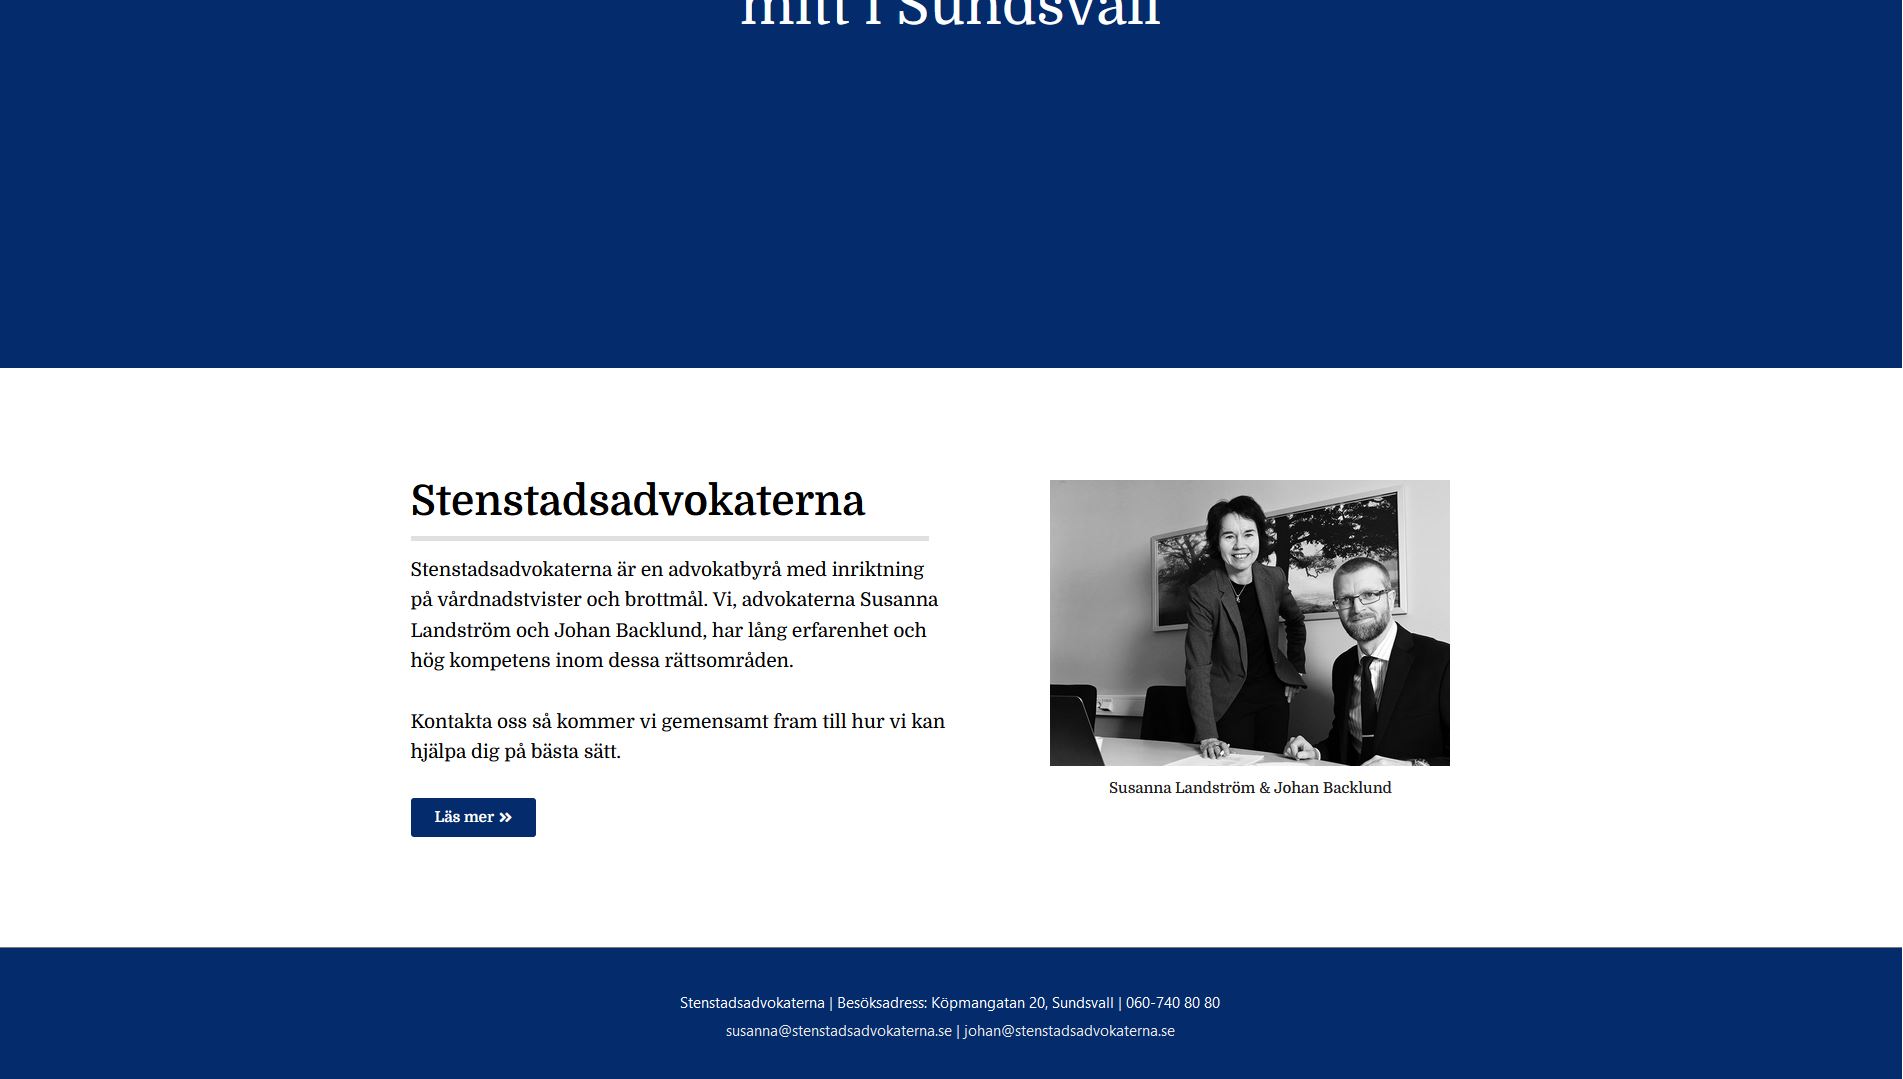 mitt i Sundsvall
Stenstadsadvokaterna
Stenstadsadvokaterna är en advokatbyrå med inriktning
på vårdnadstvister och brottmål. Vi, advokaterna Susanna
Landström och Johan Backlund, har lång erfarenhet och
hög kompetens inom dessa rättsområden.
Kontakta oss så kommer vi gemensamt fram till hur vi kan
hjälpa dig på bästa sätt.
Läs mer »
Susanna Landström & Johan Backlund
Stenstadsadvokaterna | Besöksadress: Köpmangatan 20, Sundsvall | 060-740 80 80
susanna@stenstadsadvokaterna.se | johan@stenstadsadvokaterna.se